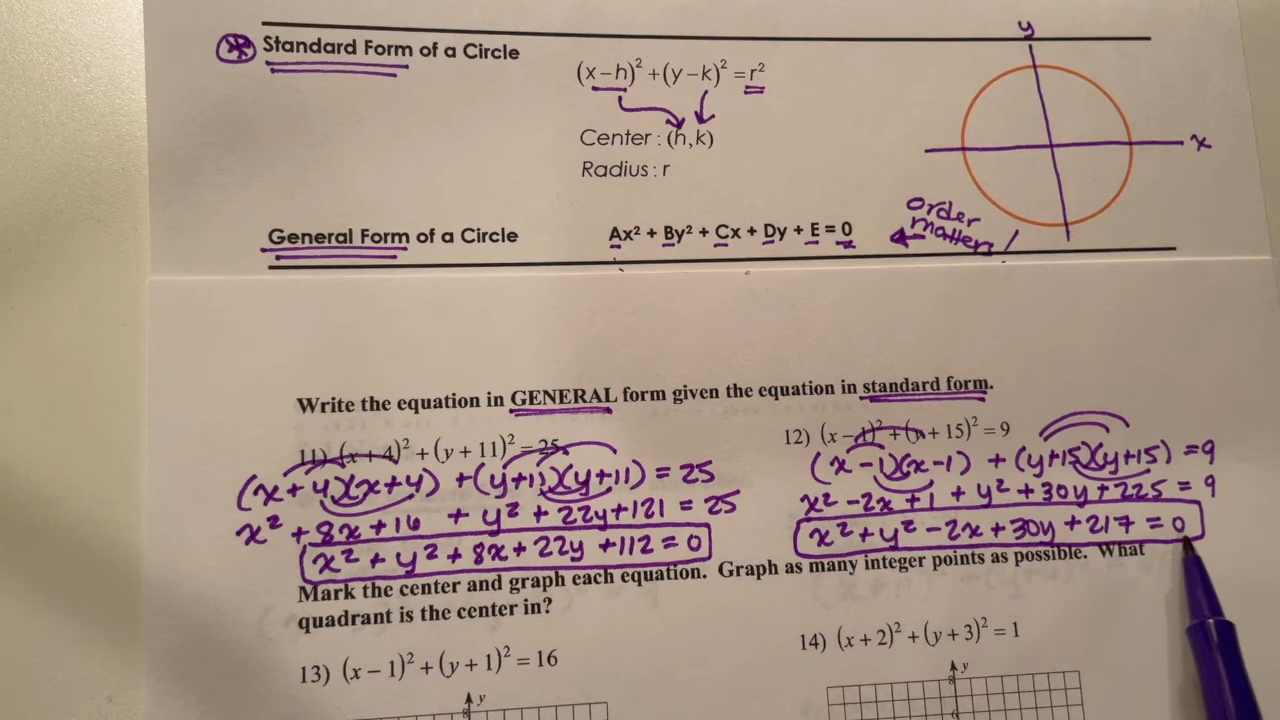 y
Standard Form of a Circle
(x-h)² + (y-k)² = r²
x
Center : (h,k)
Radius : r
General Form of a Circle
Ax² + By² + Cx + Dy + E = 0
Order
matters!
Write the equation in GENERAL form given the equation in standard form.
11) (x+4)² + (y+11)² = 25
(x+4)(x+4) + (y+11)(y+11) = 25
x² + 8x + 16 + y² + 22y + 121 = 25
x² + y² + 8x + 22y + 112 = 0
12) (x-1)² + (y+15)² = 9
(x-1)(x-1) + (y+15)(y+15) = 9
x² - 2x + 1 + y² + 30y + 225 = 9
x² + y² - 2x + 30y + 217 = 0
Mark the center and graph each equation. Graph as many integer points as possible. What
quadrant is the center in?
13) (x-1)² + (y+1)² = 16
y
8
14) (x+2)² + (y+3)² = 1
y
8
6